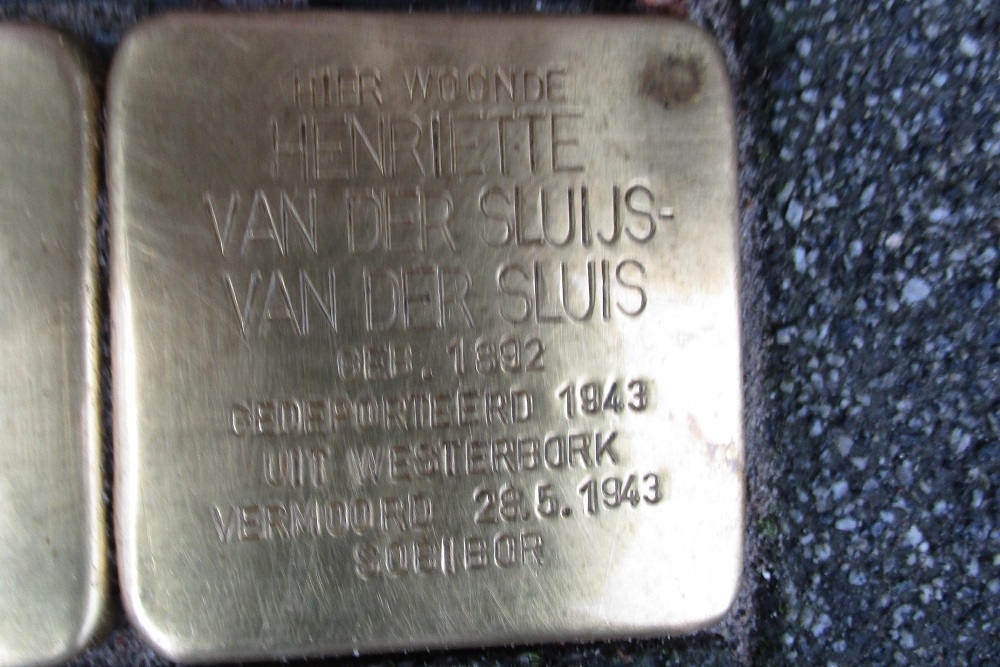 HIER WOONDE
HENRIETTE
VAN DER SLUIJS-
VAN DER SLUIS
GEB. 1892
GEDEPORTEERD 1943
UIT WESTERBORK
VERMOORD 28.5.1943
SOBIBOR